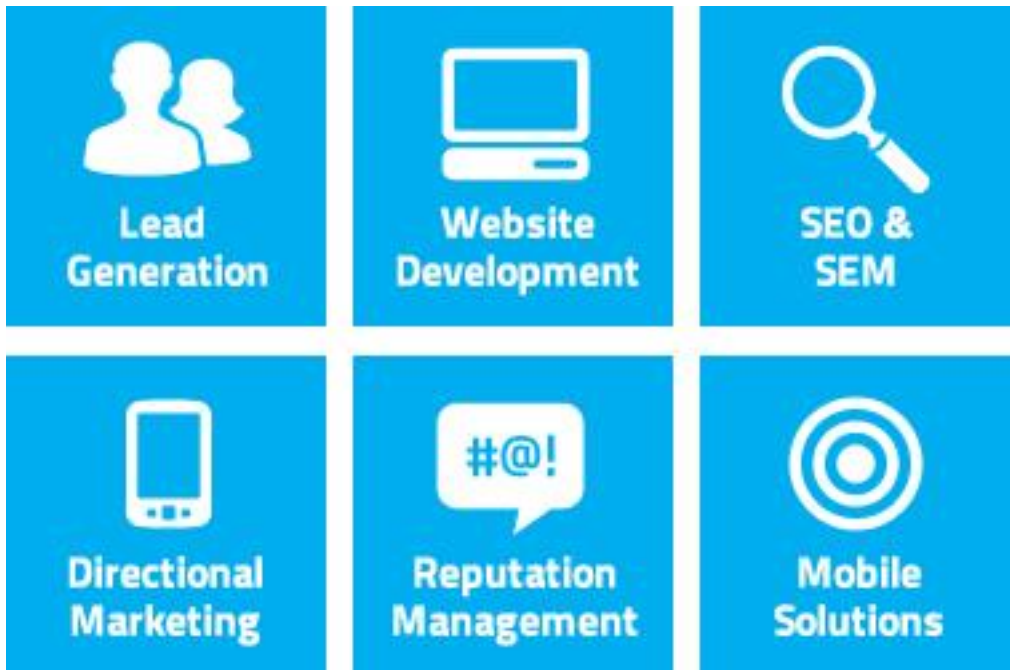 Lead
Generation
Website
Development
SEO &
SEM
Directional
Marketing
#@!
Reputation
Management
Mobile
Solutions